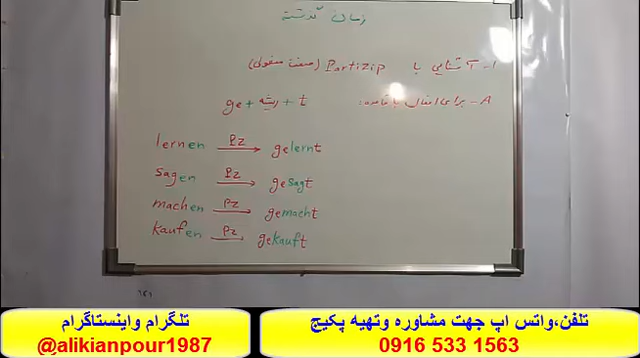 زمان گذشته
۱- آشنایی با Partizip (صفت مفعولی)
A- برای افعال با قاعده:
ge + ریشه + t
lernen Pz → gelernt
sagen Pz → gesagt
machen Pz → gemacht
kaufen Pz → gekauft
تلگرام واینستاگرام
@alikianpour1987
تلفن،واتس اپ جهت مشاوره وتهیه پکیج
0916 533 1563